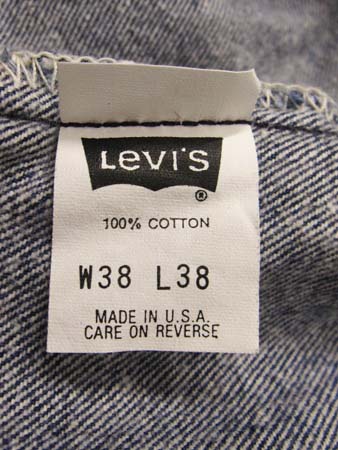 Levi's
®
100% COTTON
W38 L38
MADE IN U.S.A.
CARE ON REVERSE